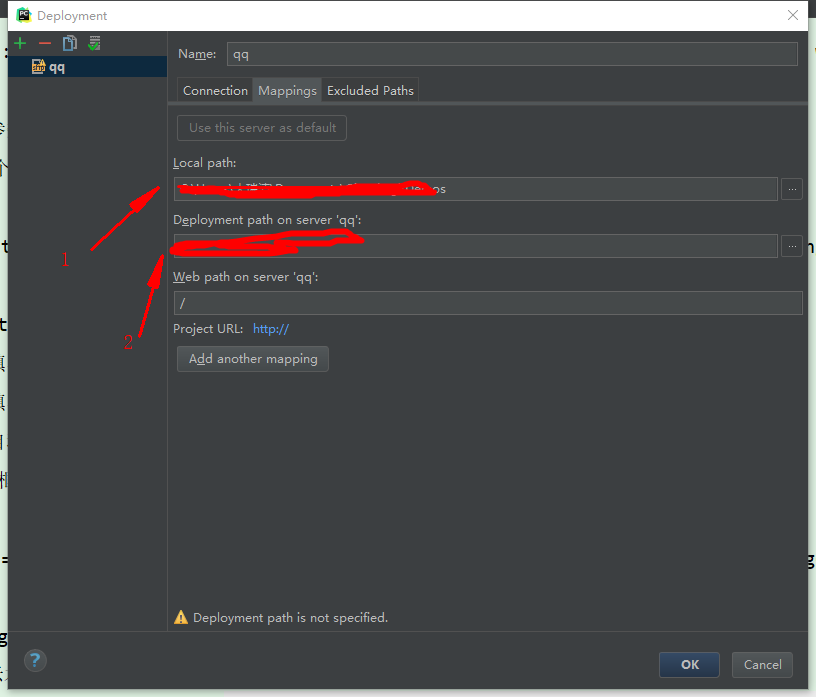 Deployment
qq
Name: qq
Connection Mappings Excluded Paths
Use this server as default
Local path:
1
Deployment path on server 'qq':
Web path on server 'qq':
/
Project URL: http://
2
Add another mapping
Deployment path is not specified.
?
OK Cancel